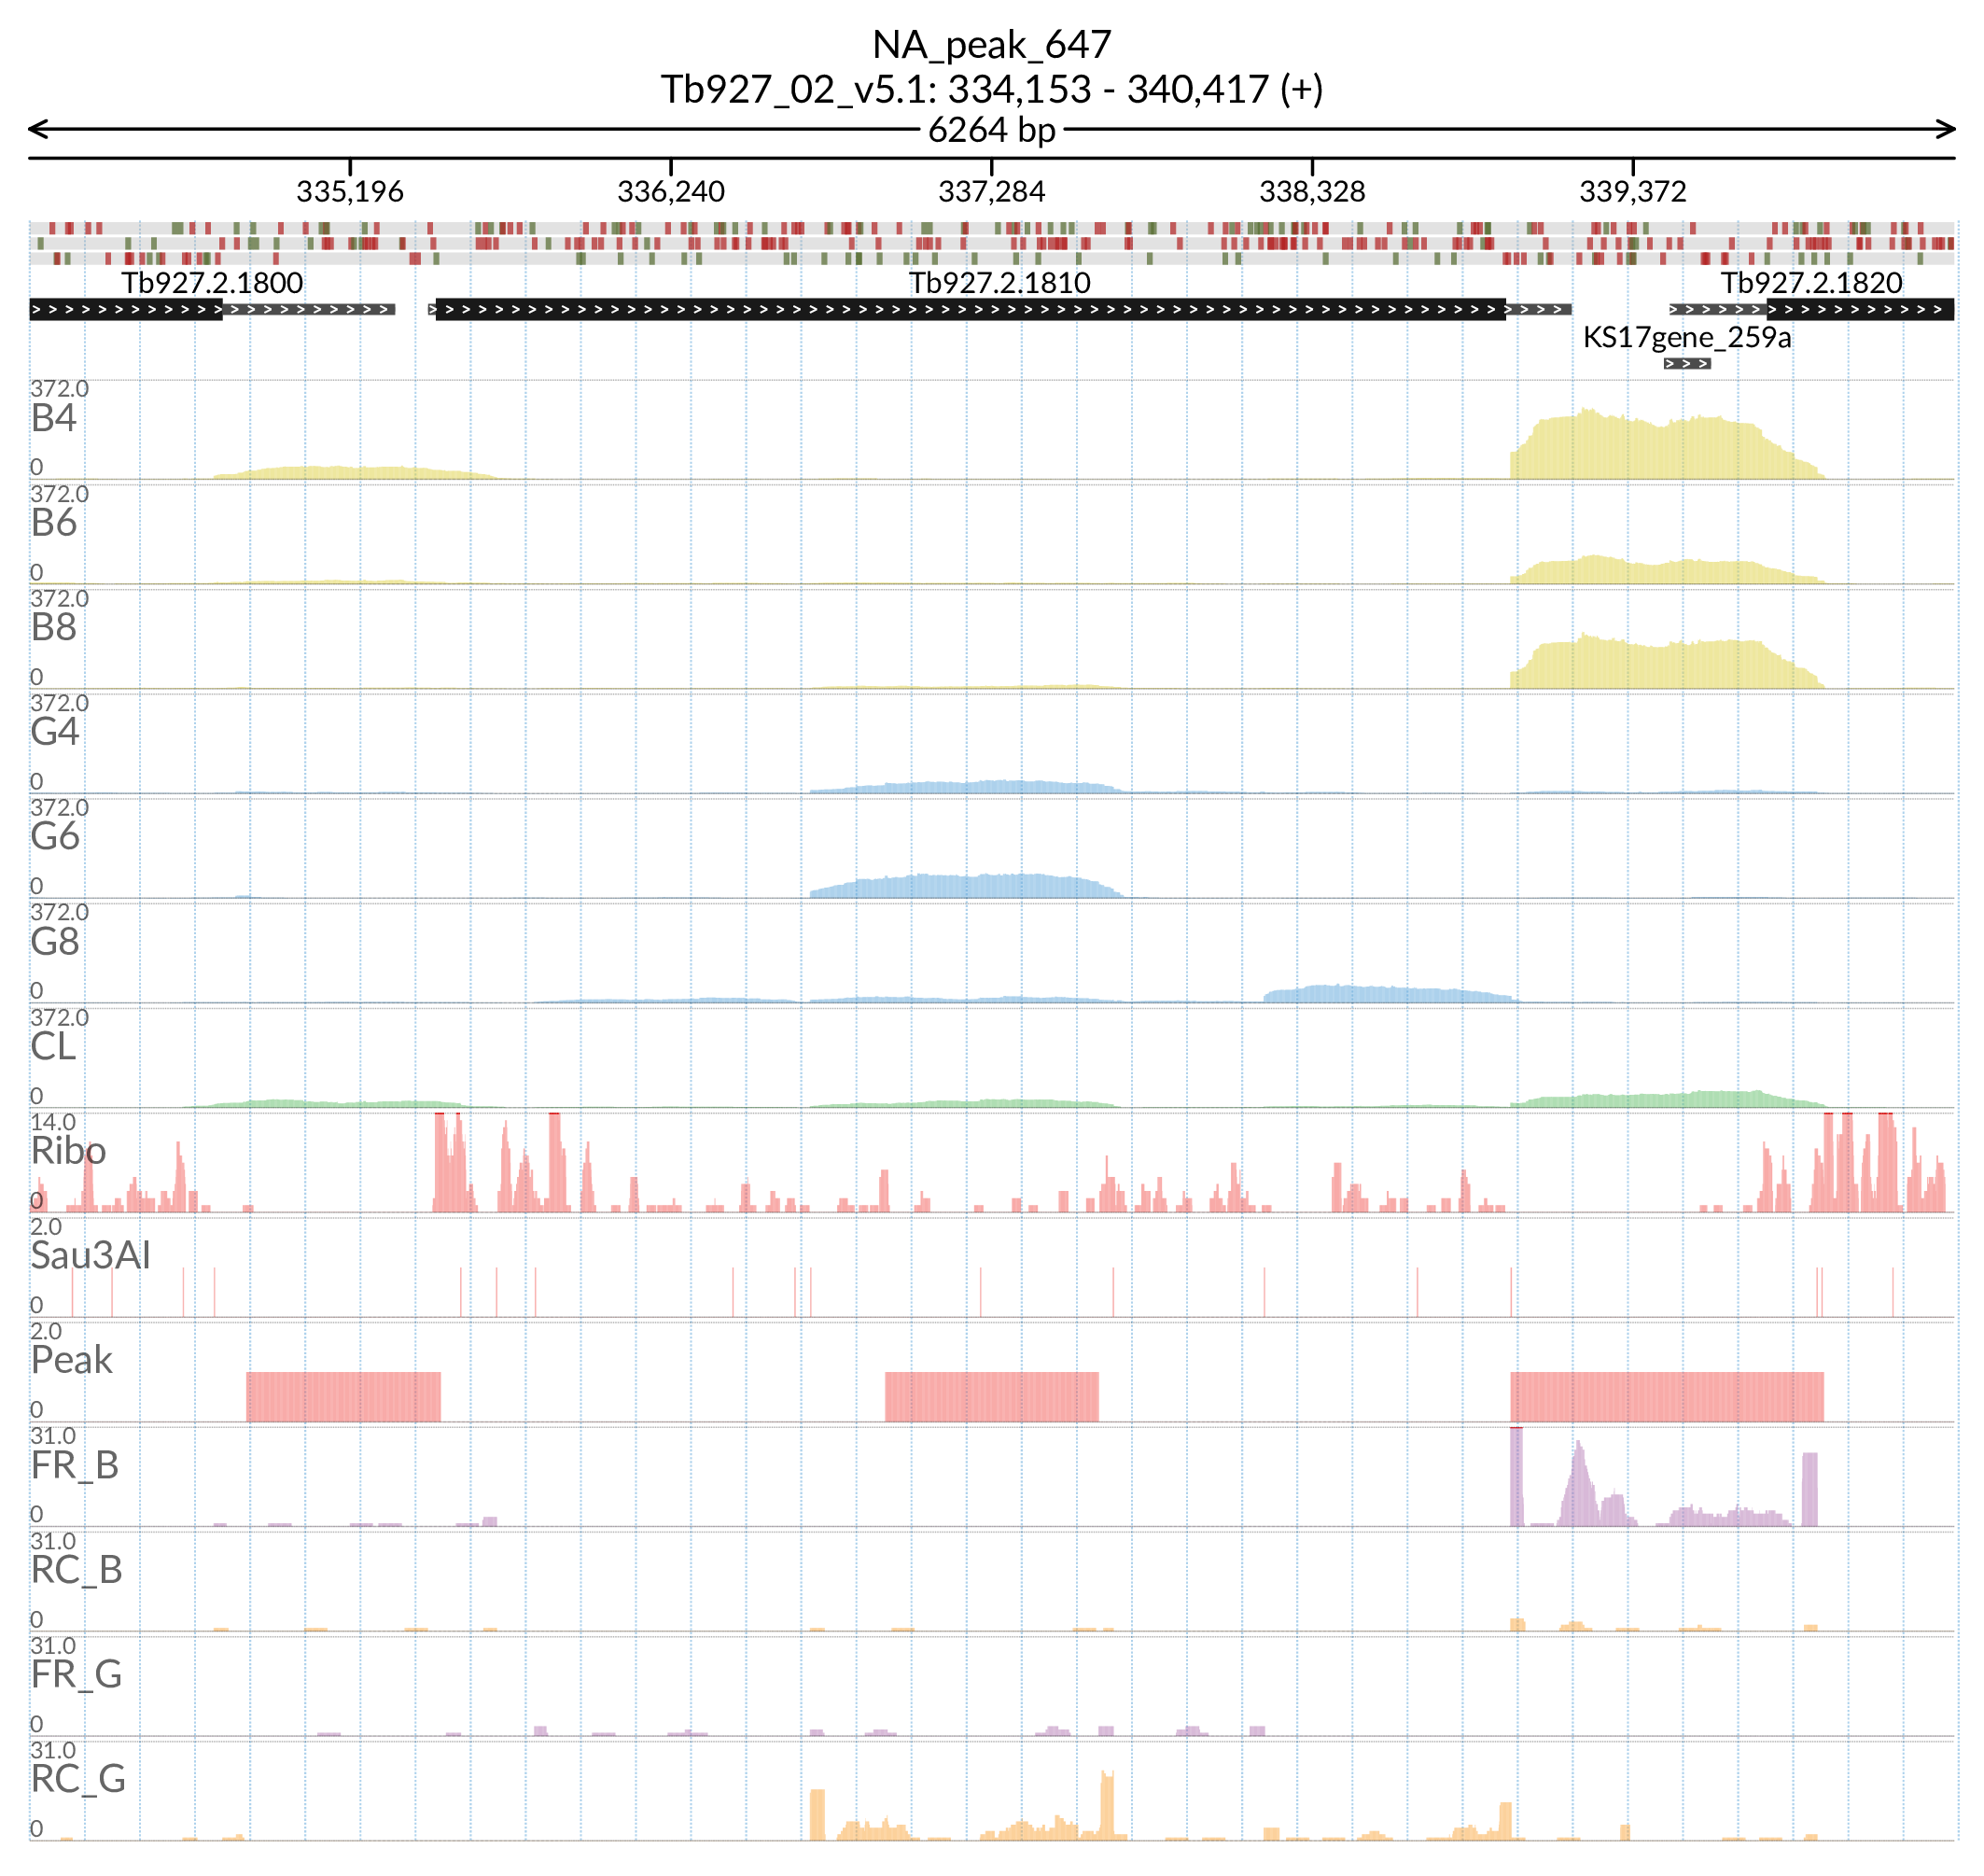 NA_peak_647
Tb927_02_v5.1: 334,153 - 340,417 (+)
6264 bp
335,196 336,240 337,284 338,328 339,372
Tb927.2.1800 Tb927.2.1810 Tb927.2.1820
KS17gene_259a
372.0
B4
0
372.0
B6
0
372.0
B8
0
372.0
G4
0
372.0
G6
0
372.0
G8
0
372.0
CL
0
14.0
Ribo
0
2.0
Sau3AI
0
2.0
Peak
0
31.0
FR_B
0
31.0
RC_B
0
31.0
FR_G
0
31.0
RC_G
0